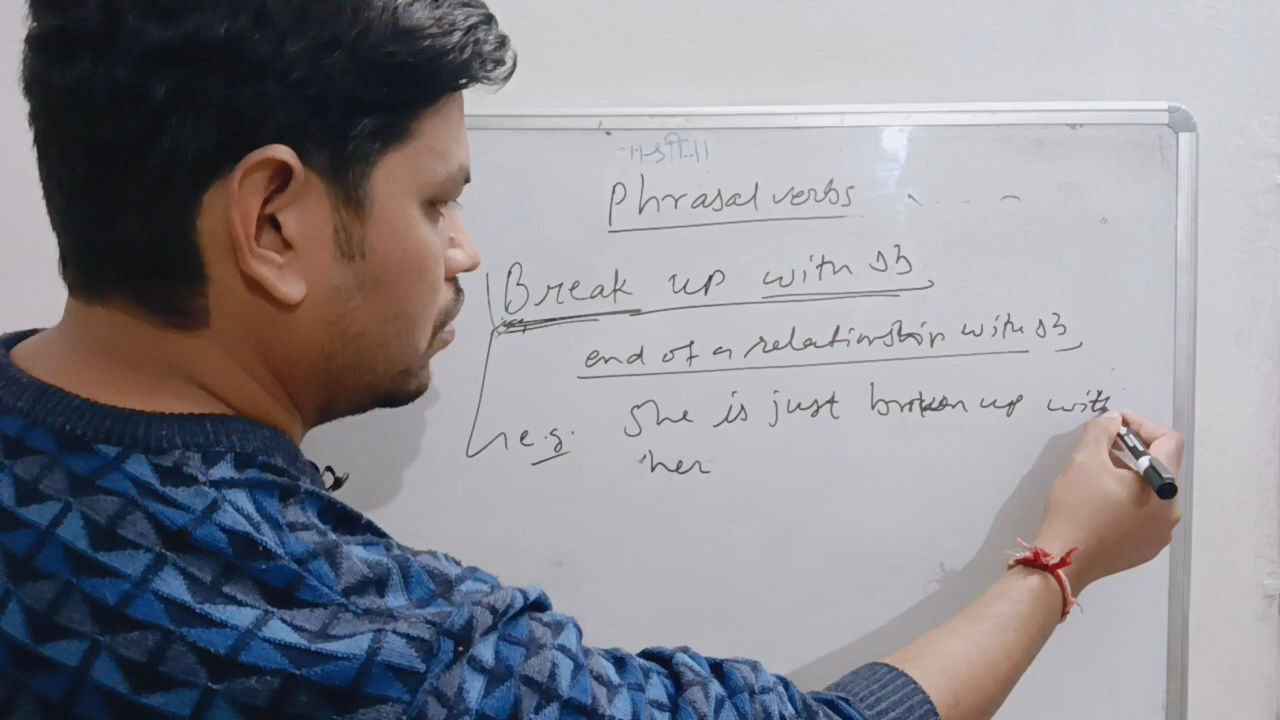 Phrasal verbs
Break up with sb
end of a relationship with sb
e.g. She is just broken up with
her